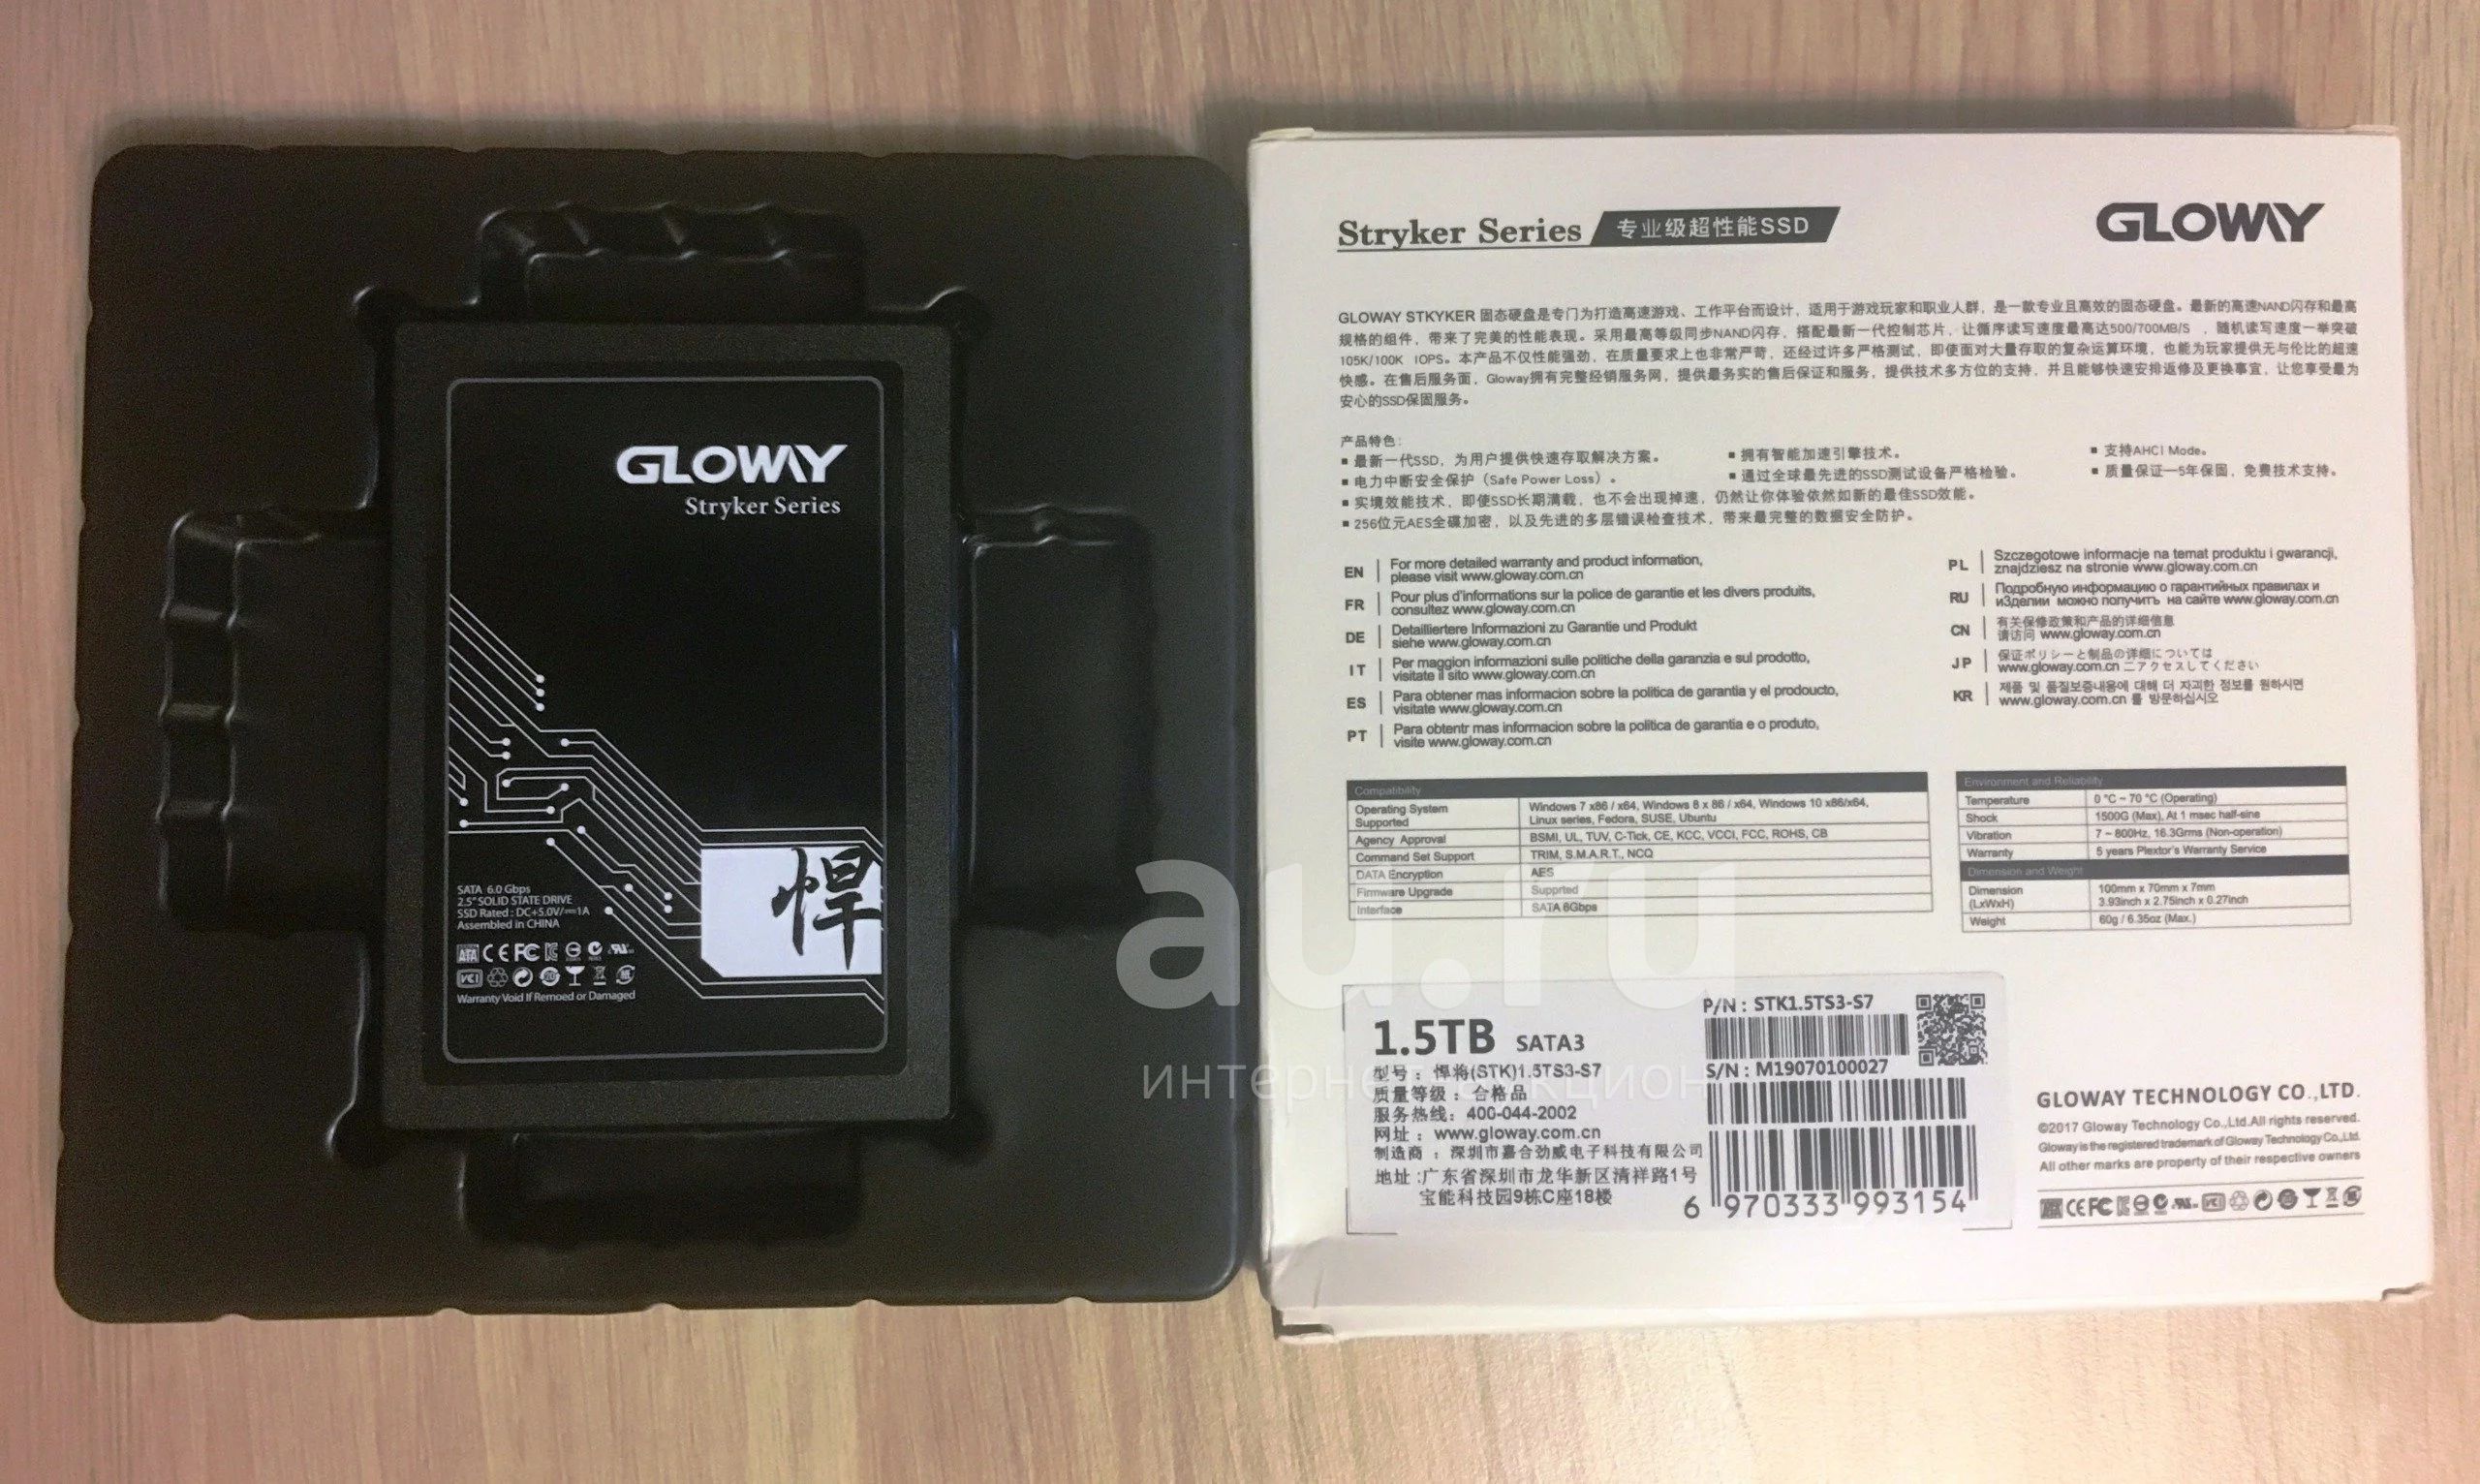 GLOWAY
Stryker Series
悍
SATA 6.0 Gbps
2.5" SOLID STATE DRIVE
SSD Rated : DC+5.0V/⎓1A
Assembled in CHINA
Warranty Void If Remoed or Damaged
Stryker Series 专业级超性能SSD
GLOWAY
GLOWAY STKYKER 固态硬盘是专门为打造高速游戏、工作平台而设计，适用于游戏玩家和职业人群，是一款专业且高效的固态硬盘。最新的高速NAND闪存和最高
规格的组件，带来了完美的性能表现。采用最高等级同步NAND闪存，搭配最新一代控制芯片，让循序读写速度最高达500/700MB/S ，随机读写速度一举突破
105K/100K IOPS。本产品不仅性能强劲，在质量要求上也非常严苛，还经过许多严格测试，即使面对大量存取的复杂运算环境，也能为玩家提供无与伦比的超速
快感。在售后服务面，Gloway拥有完整经销服务网，提供最务实的售后保证和服务，提供技术多方位的支持，并且能够快速安排返修及更换事宜，让您享受最为
安心的SSD保固服务。
产品特色:
▪ 最新一代SSD，为用户提供快速存取解决方案。
▪ 拥有智能加速引擎技术。
▪ 支持AHCI Mode。
▪ 电力中断安全保护（Safe Power Loss）。
▪ 通过全球最先进的SSD测试设备严格检验。
▪ 质量保证—5年保固，免费技术支持。
▪ 实境效能技术，即使SSD长期满载，也不会出现掉速，仍然让你体验依然如新的最佳SSD效能。
▪ 256位元AES全碟加密，以及先进的多层错误检查技术，带来最完整的数据安全防护。
EN | For more detailed warranty and product information,
please visit www.gloway.com.cn
FR | Pour plus d'informations sur la police de garantie et les divers produits,
consultez www.gloway.com.cn
DE | Detailliertere Informazioni zu Garantie und Produkt
siehe www.gloway.com.cn
IT | Per maggion informazioni sulle politiche della garanzia e sul prodotto,
visitate il sito www.gloway.com.cn
ES | Para obtener mas informacion sobre la politica de garantia y el prodoucto,
visitate www.gloway.com.cn
PT | Para obtentr mas informacion sobre la politica de garantia e o produto,
visite www.gloway.com.cn
PL | Szczegotowe informacje na temat produktu i gwarancji,
znajdziesz na stronie www.gloway.com.cn
RU | Подробную информацию о гарантийных правилах и
иЗделии можно получить на сайте www.gloway.com.cn
CN | 有关保修政策和产品的详细信息
请访问 www.gloway.com.cn
JP | 保证ポリシーと制品の详细については
www.gloway.com.cn 二アクセスしてください
KR | 제품 및 품질보증내용에 대해 더 자괴한 정보를 원하시면
www.gloway.com.cn 를 방문하십시오
Compatibility
Operating System Windows 7 x86 / x64, Windows 8 x 86 / x64, Windows 10 x86/x64,
Supported Linux series, Fedora, SUSE, Ubuntu
Agency Approval BSMI, UL, TUV, C-Tick, CE, KCC, VCCI, FCC, ROHS, CB
Command Set Support TRIM, S.M.A.R.T., NCQ
DATA Encryption AES
Firmware Upgrade Supprted
Interface SATA 6Gbps
Environment and Reliability
Temperature 0 °C ~ 70 °C (Operating)
Shock 1500G (Max), At 1 msec half-sine
Vibration 7 ~ 800Hz, 16.3Grms (Non-operation)
Warranty 5 years Plextor's Warranty Service
Dimension and Weight
Dimension 100mm x 70mm x 7mm
(LxWxH) 3.93inch x 2.75inch x 0.27inch
Weight 60g / 6.35oz (Max.)
au.ru
1.5TB SATA3
型号：悍将(STK)1.5TS3-S7
质量等级：合格品
服务热线：400-044-2002
网址：www.gloway.com.cn
制造商：深圳市嘉合劲威电子科技有限公司
地址:广东省深圳市龙华新区清祥路1号
宝能科技园9栋C座18楼
P/N : STK1.5TS3-S7
S/N : M19070100027
6 970333 993154
GLOWAY TECHNOLOGY CO.,LTD.
©2017 Gloway Technology Co.,Ltd.All rights reserved.
Gloway is the registered trademark of Gloway Technology Co.,Ltd.
All other marks are property of their respective owners